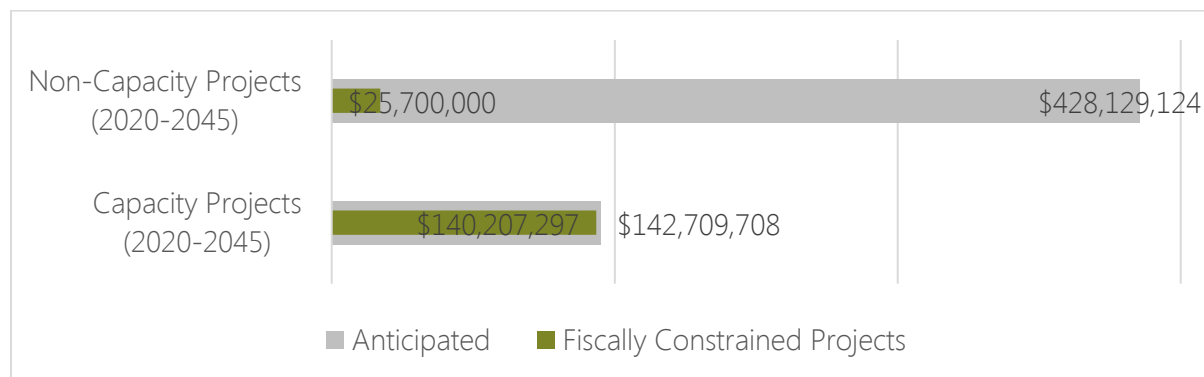 Non-Capacity Projects
(2020-2045)
$25,700,000
$428,129,124
Capacity Projects
(2020-2045)
$140,207,297
$142,709,708
Anticipated
Fiscally Constrained Projects